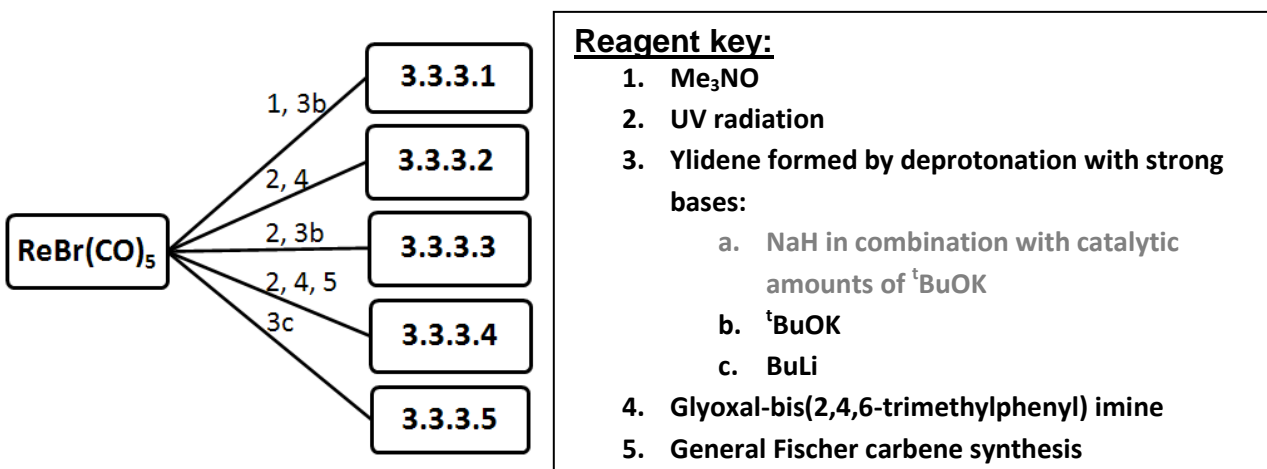 3.3.3.1
1, 3b
3.3.3.2
2, 4
ReBr(CO)₅
2, 3b
3.3.3.3
2, 4, 5
3.3.3.4
3c
3.3.3.5
Reagent key:
1. Me₃NO
2. UV radiation
3. Ylidene formed by deprotonation with strong
bases:
a. NaH in combination with catalytic
amounts of ᵗBuOK
b. ᵗBuOK
c. BuLi
4. Glyoxal-bis(2,4,6-trimethylphenyl) imine
5. General Fischer carbene synthesis